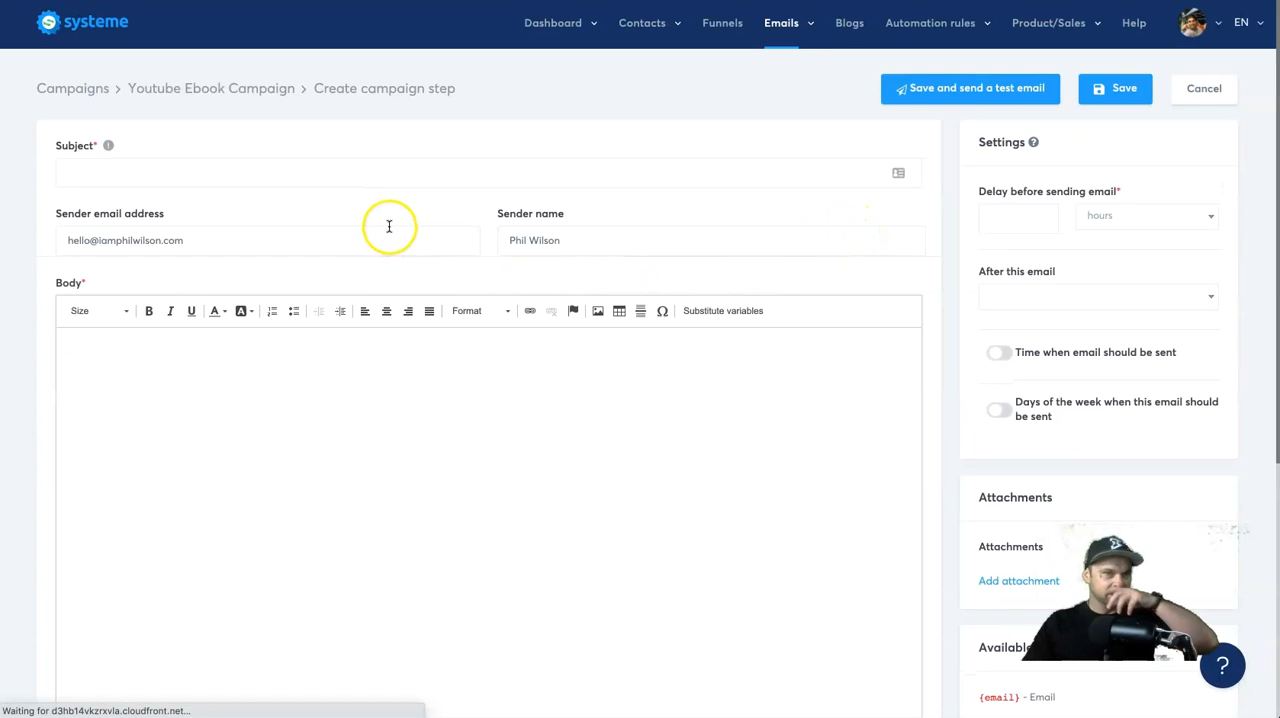 systeme
Dashboard Contacts Funnels Emails Blogs Automation rules Product/Sales Help EN
Campaigns > Youtube Ebook Campaign > Create campaign step
Save and send a test email Save Cancel
Subject*
Sender email address Sender name
hello@iamphilwilson.com Phil Wilson
Body*
Size B I U A A Format Ω Substitute variables
Settings ?
Delay before sending email*
hours
After this email
Time when email should be sent
Days of the week when this email should
be sent
Attachments
Attachments
Add attachment
Available
{email} - Email
?
Waiting for d3hb14vkzrxvla.cloudfront.net...